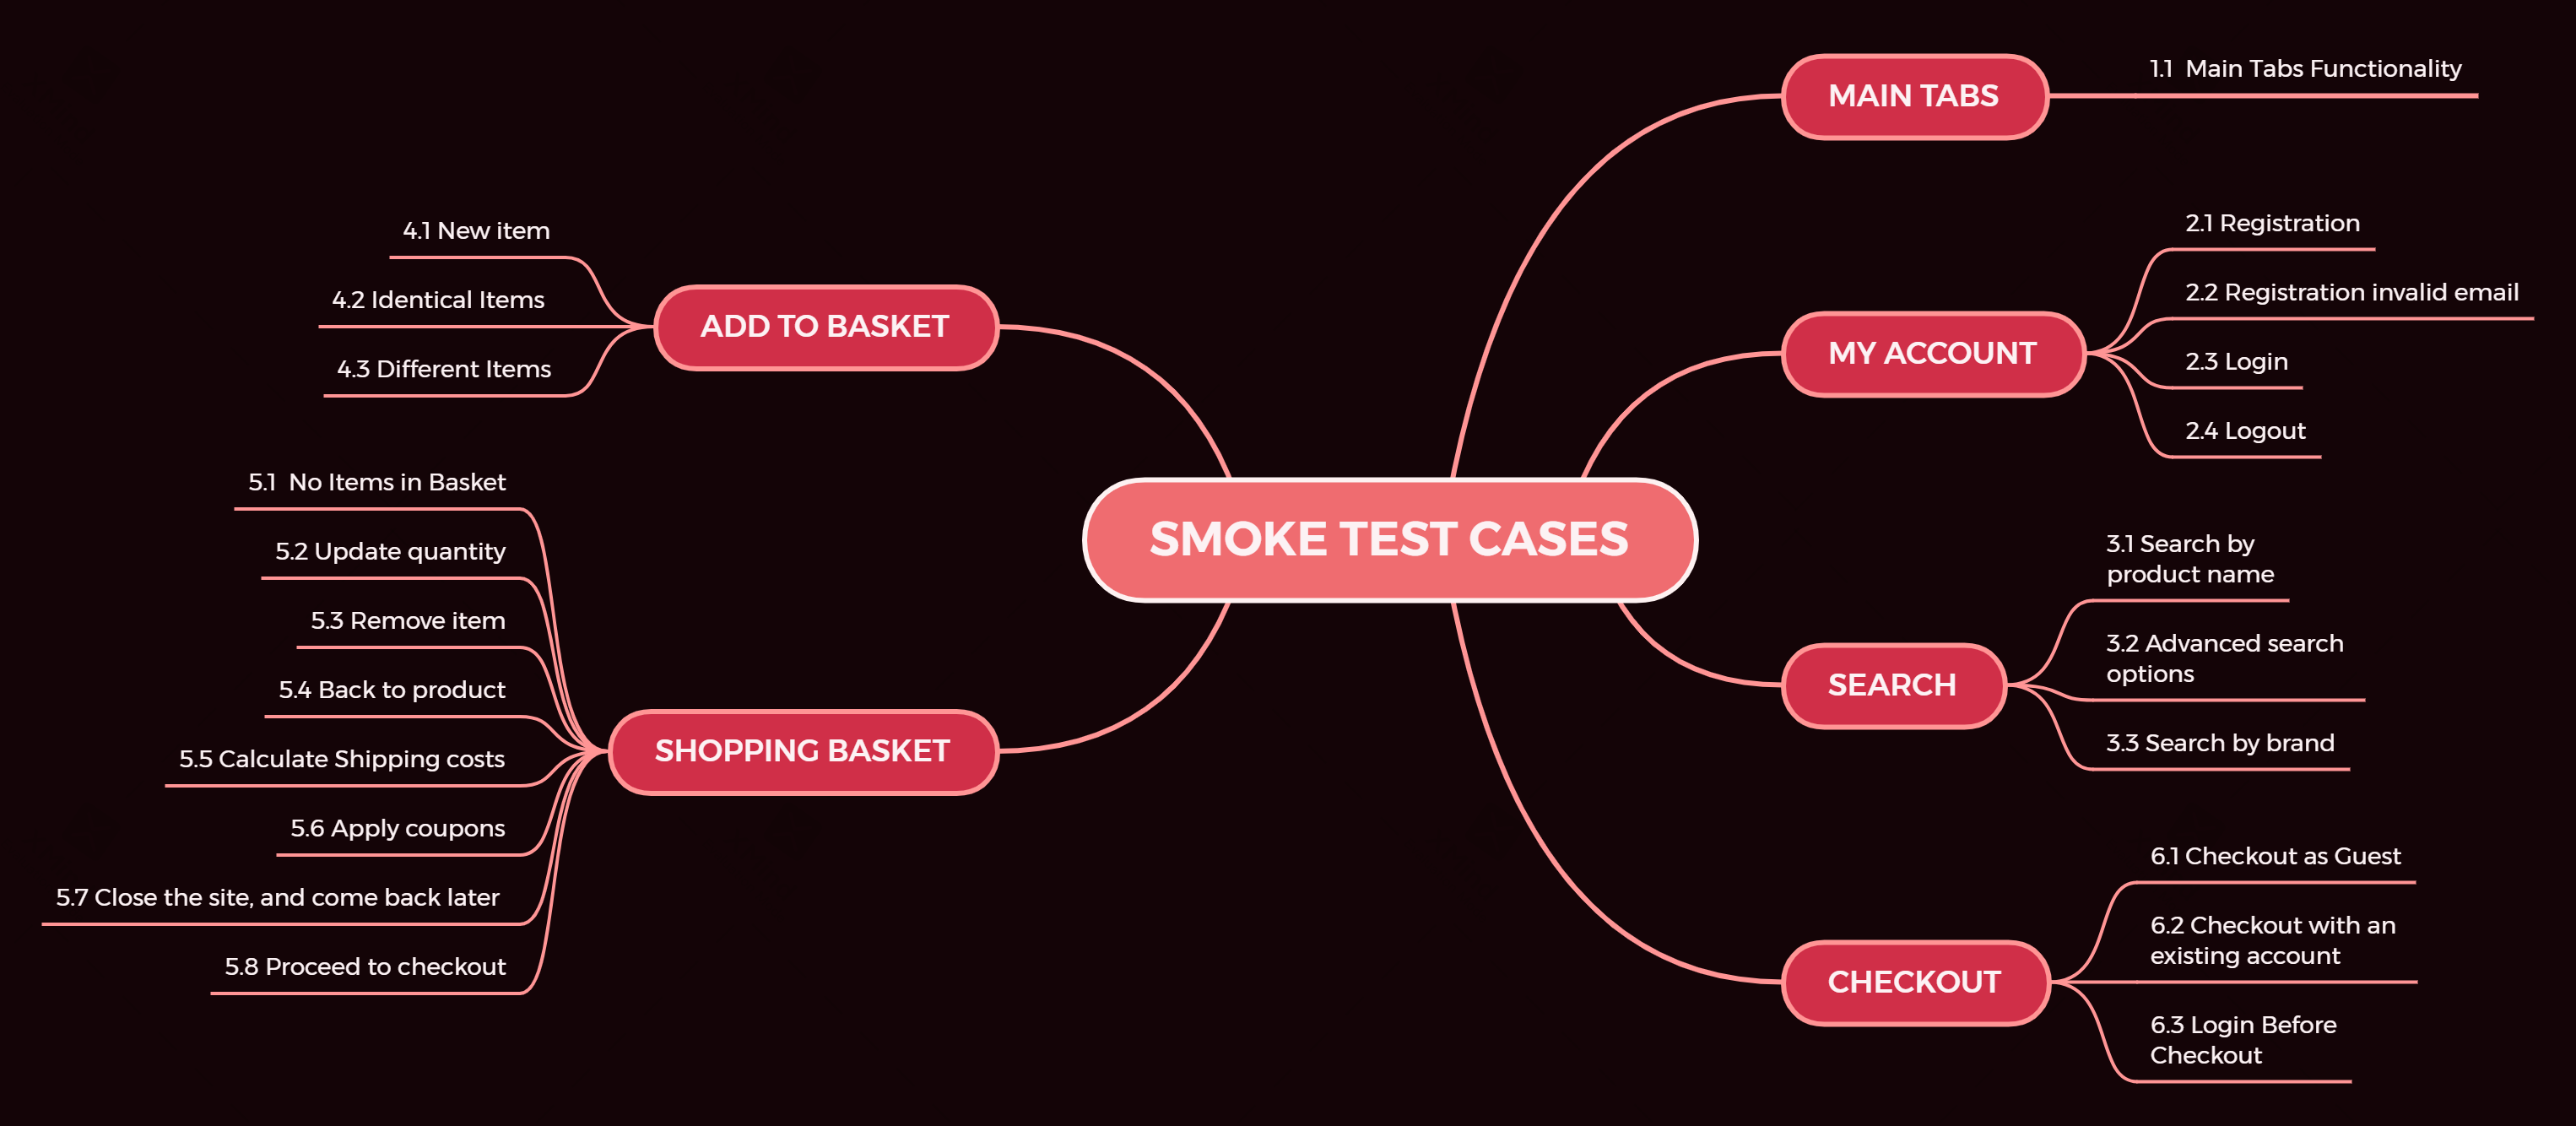 SMOKE TEST CASES
MAIN TABS
1.1  Main Tabs Functionality
MY ACCOUNT
2.1 Registration
2.2 Registration invalid email
2.3 Login
2.4 Logout
SEARCH
3.1 Search by
product name
3.2 Advanced search
options
3.3 Search by brand
ADD TO BASKET
4.1 New item
4.2 Identical Items
4.3 Different Items
SHOPPING BASKET
5.1  No Items in Basket
5.2 Update quantity
5.3 Remove item
5.4 Back to product
5.5 Calculate Shipping costs
5.6 Apply coupons
5.7 Close the site, and come back later
5.8 Proceed to checkout
CHECKOUT
6.1 Checkout as Guest
6.2 Checkout with an
existing account
6.3 Login Before
Checkout